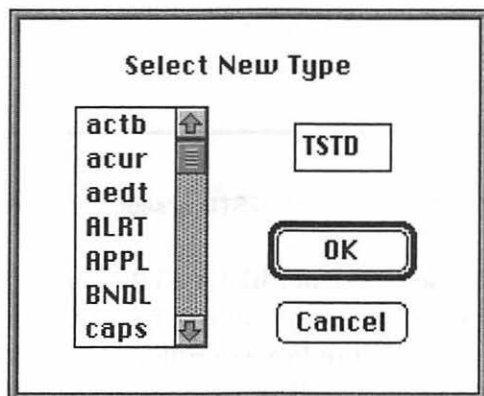 Select New Type
actb
acur
aedt
ALRT
APPL
BNDL
caps
TSTD
OK
Cancel